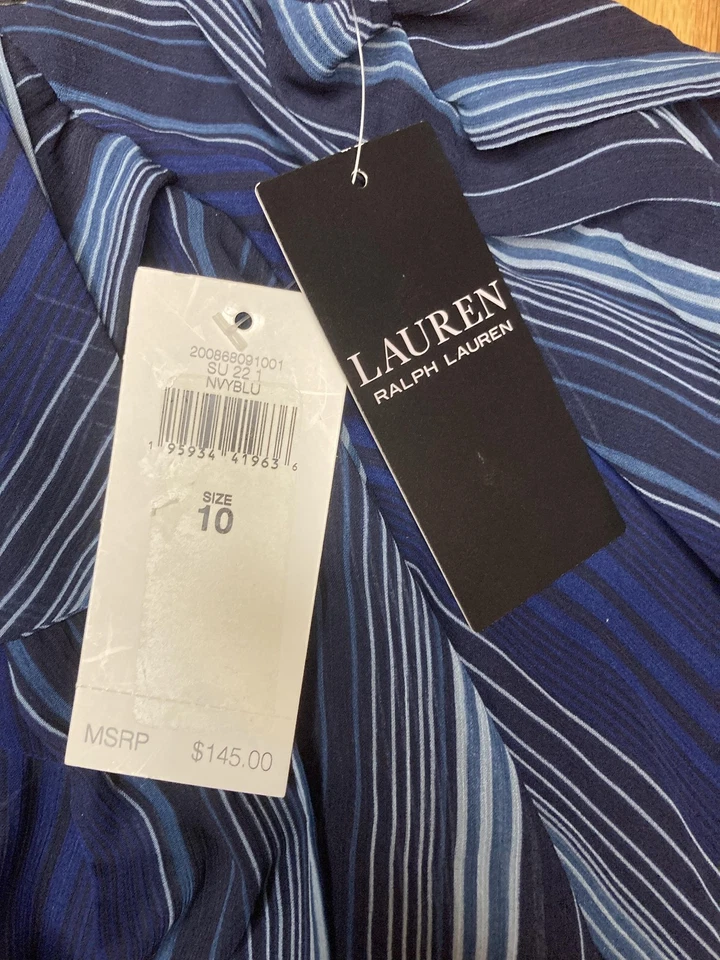 LAUREN
RALPH LAUREN
200868091001
SU 22 1
NVYBLU
1 95934 41963 6
SIZE
10
MSRP $145.00